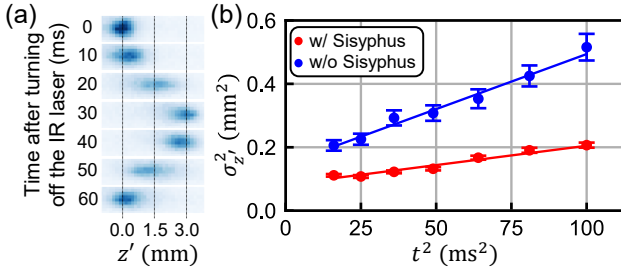 (a)
Time after turning
off the IR laser (ms)
0
10
20
30
40
50
60
0.0 1.5 3.0
z′ (mm)
(b)
w/ Sisyphus
w/o Sisyphus
σ²z′ (mm²)
0.6
0.4
0.2
0.0
0 25 50 75 100
t² (ms²)